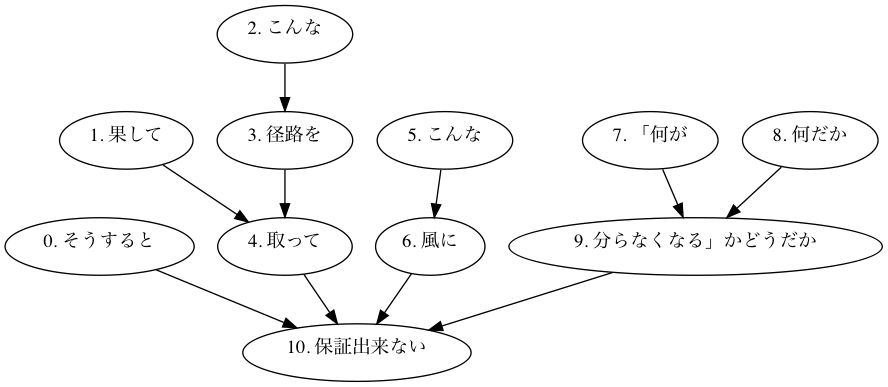 2. こんな
1. 果して
3. 径路を
5. こんな
7. 「何が
8. 何だか
0. そうすると
4. 取って
6. 風に
9. 分らなくなる」かどうだか
10. 保証出来ない